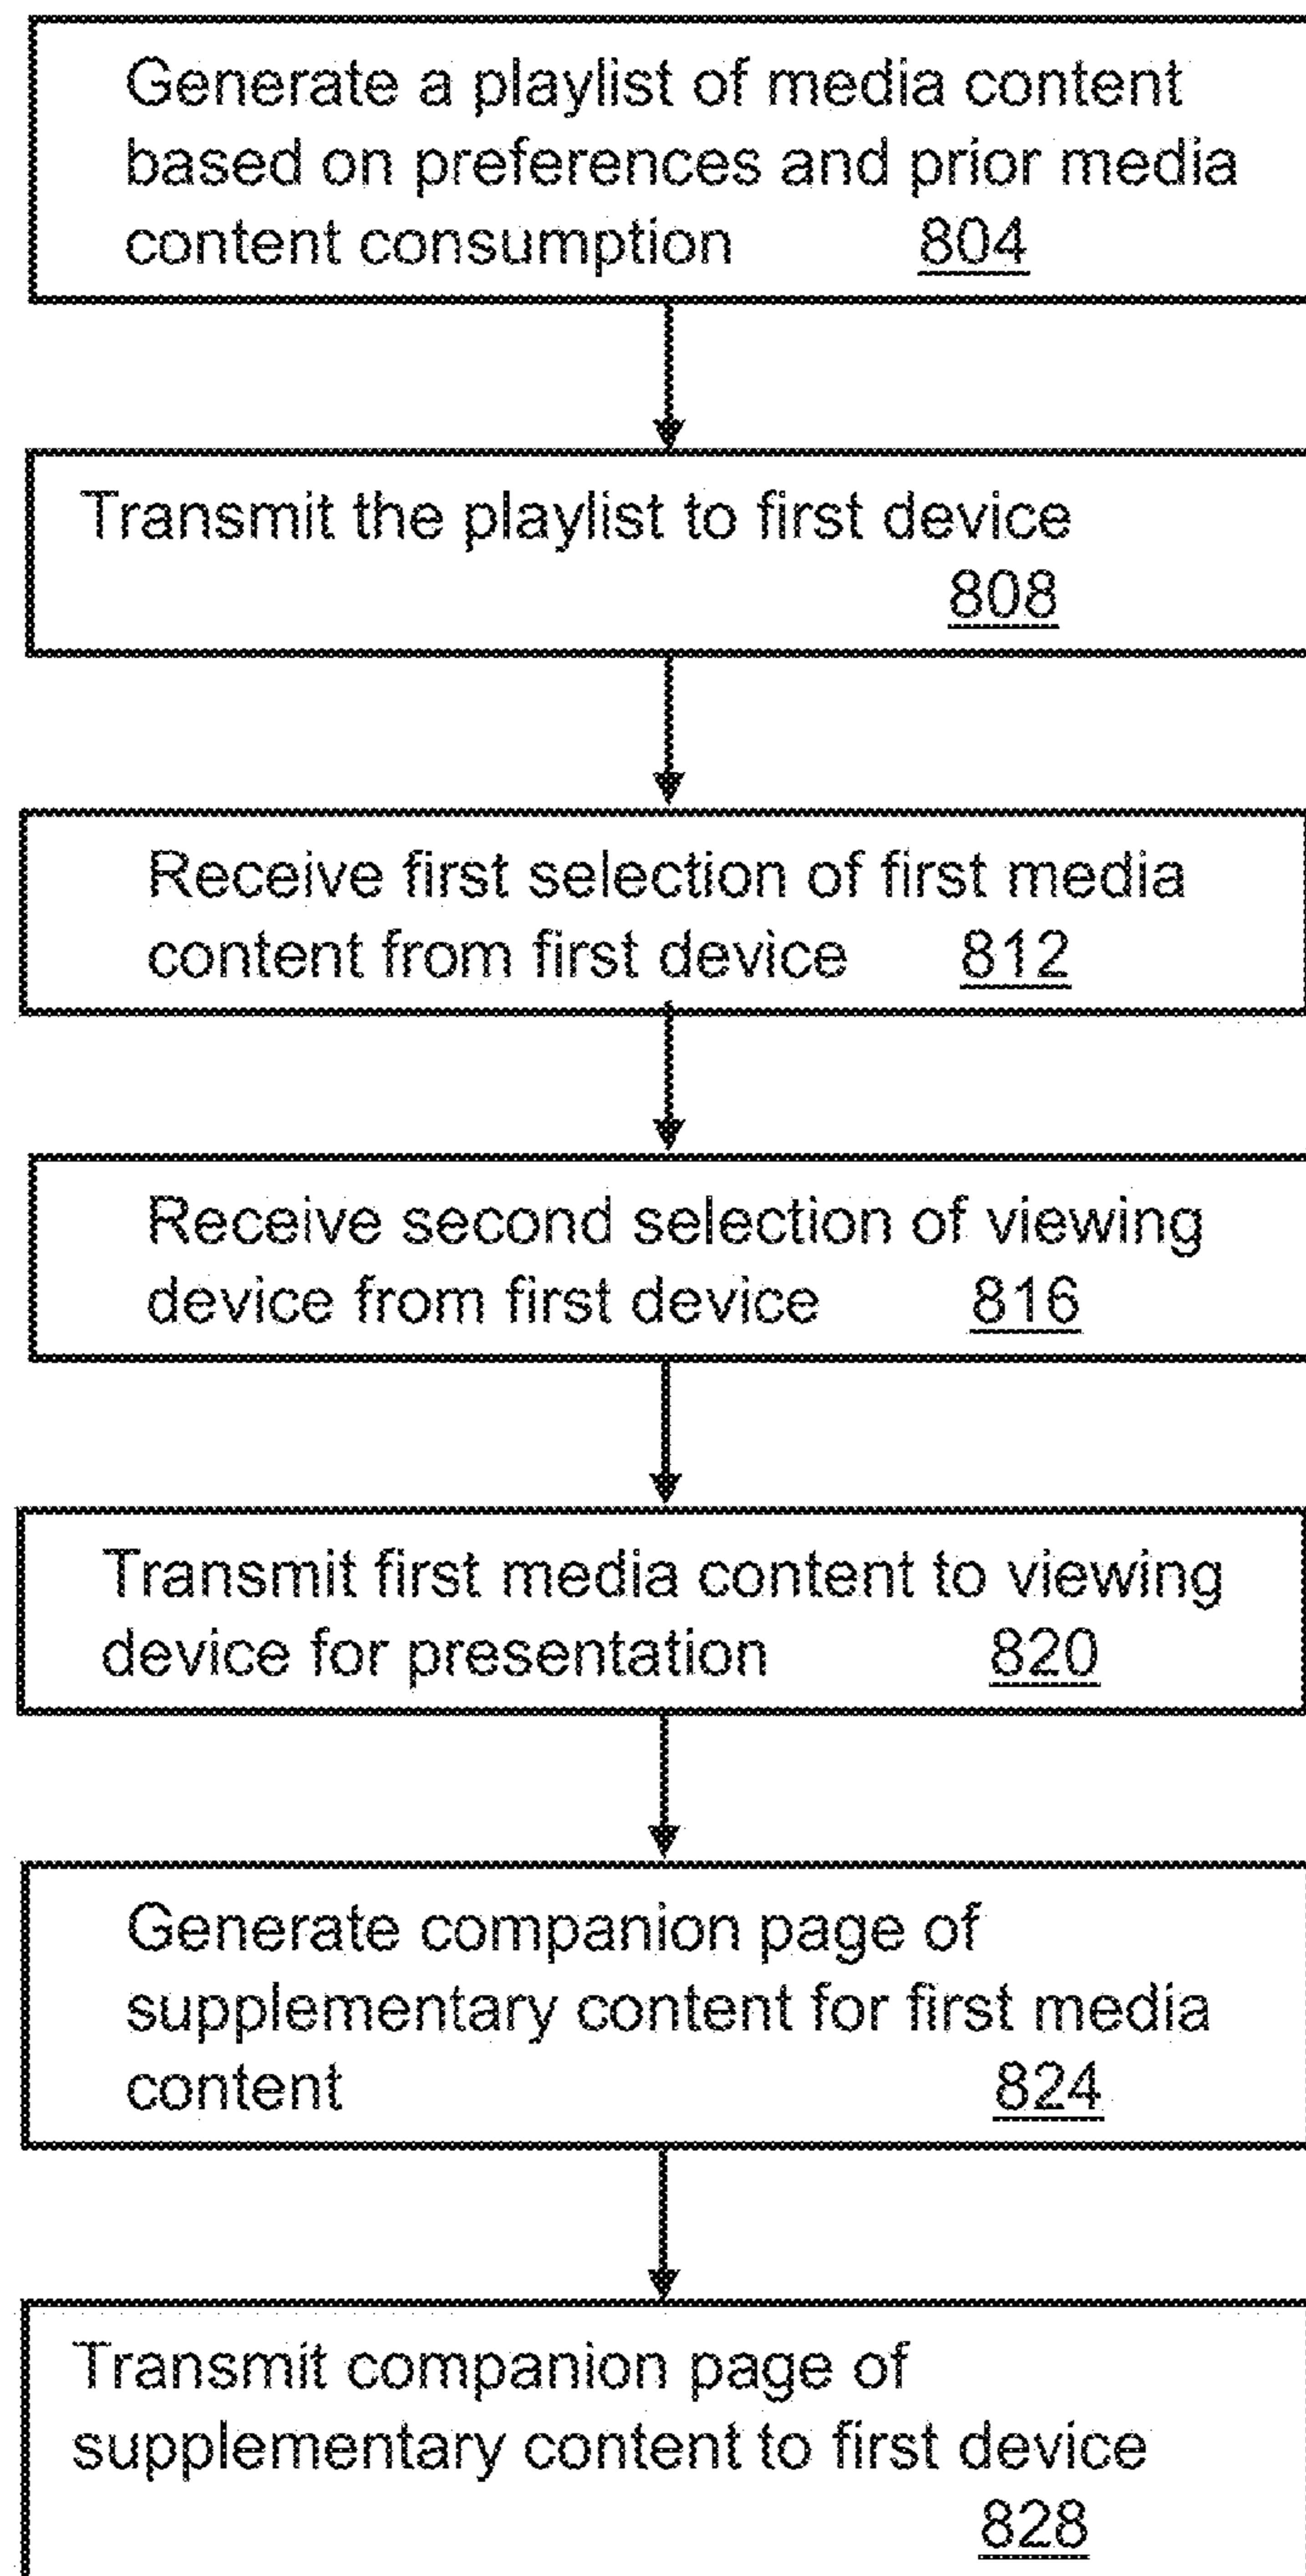 Generate a playlist of media content
based on preferences and prior media
content consumption 804
Transmit the playlist to first device
808
Receive first selection of first media
content from first device 812
Receive second selection of viewing
device from first device 816
Transmit first media content to viewing
device for presentation 820
Generate companion page of
supplementary content for first media
content 824
Transmit companion page of
supplementary content to first device
828